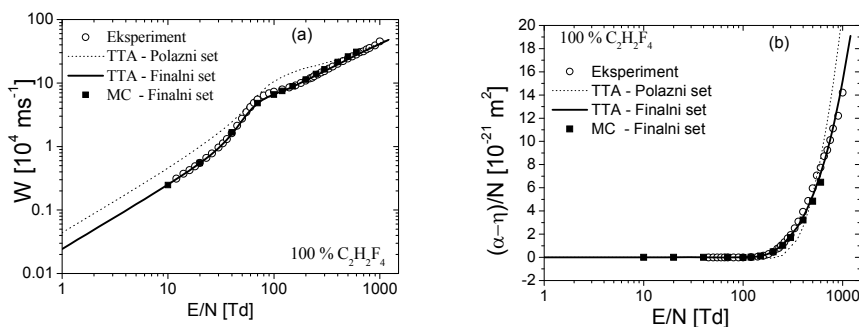 (a)
Eksperiment
TTA - Polazni set
TTA - Finalni set
MC - Finalni set
100
10
1
0.1
0.01
W [10⁴ ms⁻¹]
100 % C₂H₂F₄
1
10
100
1000
E/N [Td]
(b)
100 % C₂H₂F₄
Eksperiment
TTA - Polazni set
TTA - Finalni set
MC - Finalni set
20
18
16
14
12
10
8
6
4
2
0
-2
(α−η)/N [10⁻²¹ m²]
1
10
100
1000
E/N [Td]